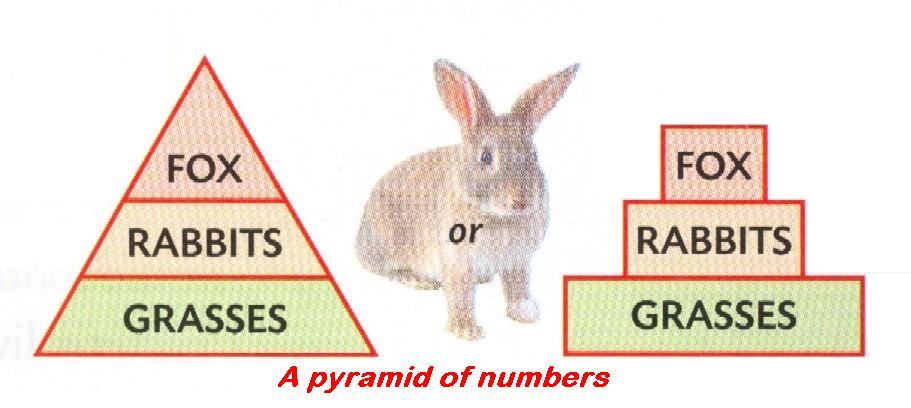 FOX
RABBITS
GRASSES
or
FOX
RABBITS
GRASSES
A pyramid of numbers